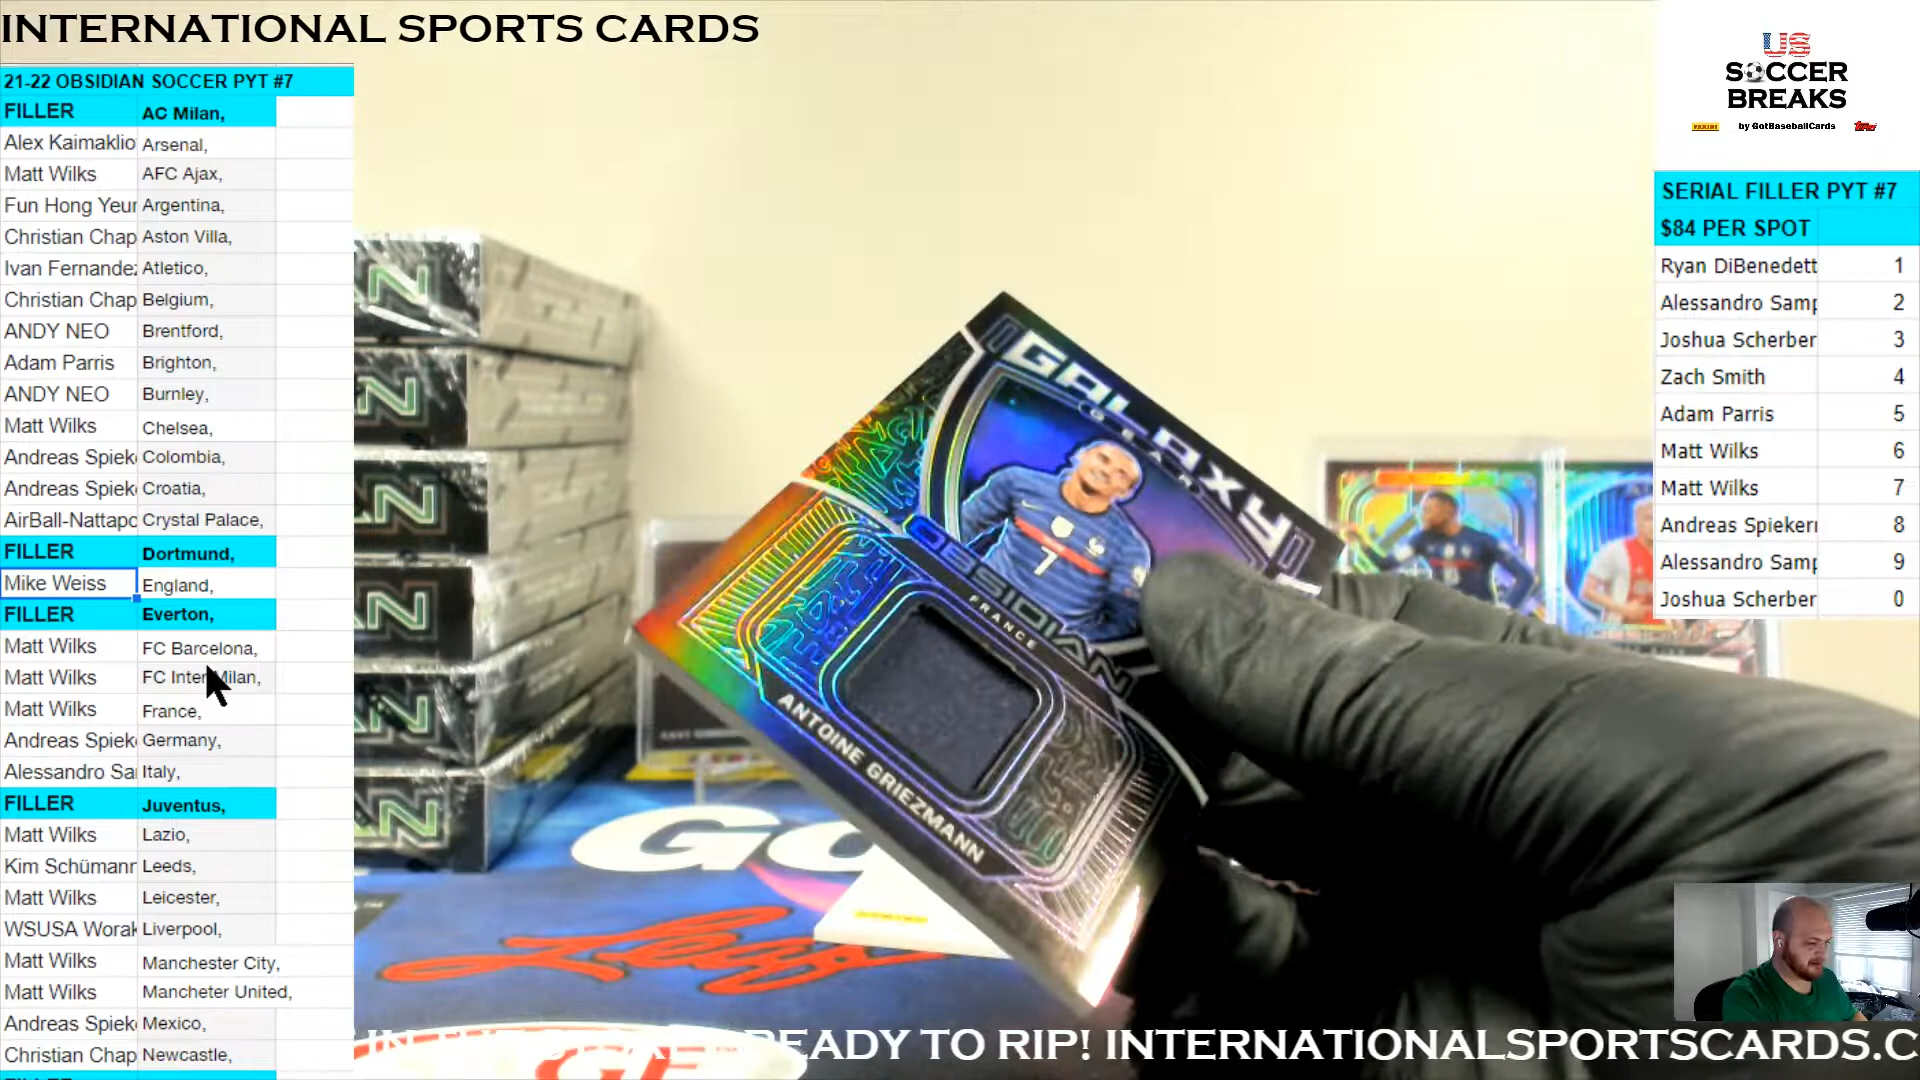 INTERNATIONAL SPORTS CARDS
21-22 OBSIDIAN SOCCER PYT #7
FILLER AC Milan,
Alex Kaimaklio Arsenal,
Matt Wilks AFC Ajax,
Fun Hong Yeur Argentina,
Christian Chap Aston Villa,
Ivan Fernandez Atletico,
Christian Chap Belgium,
ANDY NEO Brentford,
Adam Parris Brighton,
ANDY NEO Burnley,
Matt Wilks Chelsea,
Andreas Spiek Colombia,
Andreas Spiek Croatia,
AirBall-Nattapo Crystal Palace,
FILLER Dortmund,
Mike Weiss England,
FILLER Everton,
Matt Wilks FC Barcelona,
Matt Wilks FC Inter Milan,
Matt Wilks France,
Andreas Spiek Germany,
Alessandro Sa Italy,
FILLER Juventus,
Matt Wilks Lazio,
Kim Schümann Leeds,
Matt Wilks Leicester,
WSUSA Worak Liverpool,
Matt Wilks Manchester City,
Matt Wilks Mancheter United,
Andreas Spiek Mexico,
Christian Chap Newcastle,
GALAXY
7
OBSIDIAN
FRANCE
ANTOINE GRIEZMANN
US
SOCCER
BREAKS
PANINI by GotBaseballCards Topps
SERIAL FILLER PYT #7
$84 PER SPOT
Ryan DiBenedett 1
Alessandro Samp 2
Joshua Scherber 3
Zach Smith 4
Adam Parris 5
Matt Wilks 6
Matt Wilks 7
Andreas Spiekerr 8
Alessandro Samp 9
Joshua Scherber 0
READY TO RIP! INTERNATIONALSPORTSCARDS.C